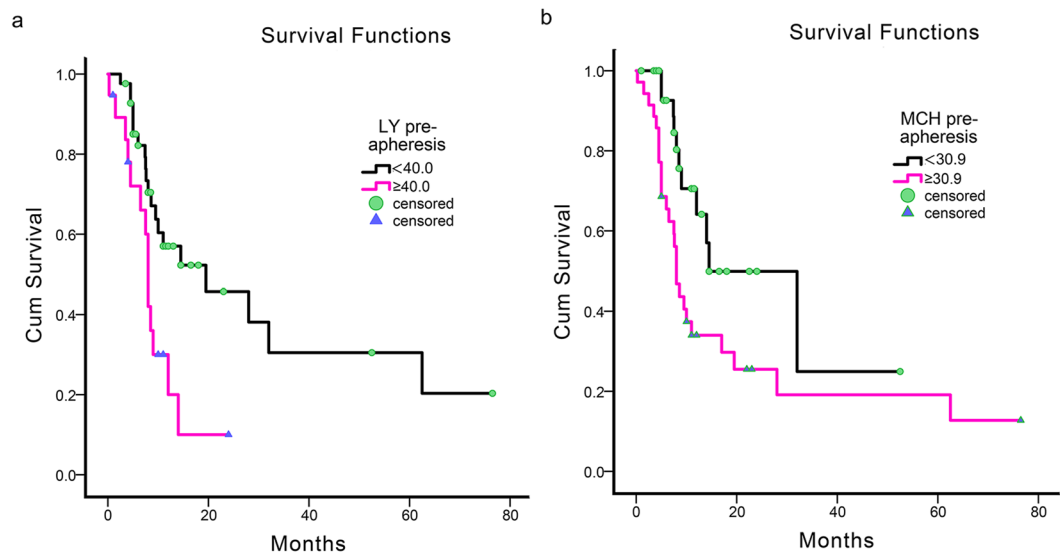 a
Survival Functions
Cum Survival
1.0
0.8
0.6
0.4
0.2
0.0
LY pre-
apheresis
<40.0
≥40.0
censored
censored
0 20 40 60 80
Months
b
Survival Functions
Cum Survival
1.0
0.8
0.6
0.4
0.2
0.0
MCH pre-
apheresis
<30.9
≥30.9
censored
censored
0 20 40 60 80
Months